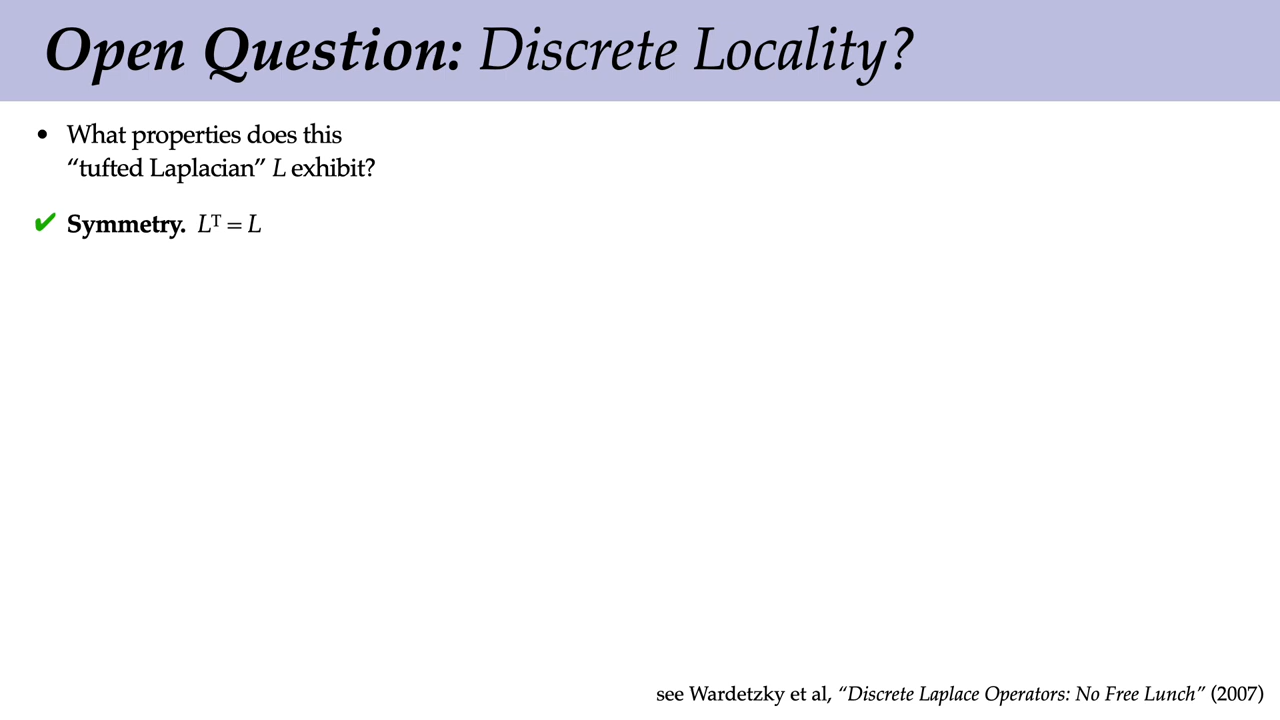 Open Question: Discrete Locality?
• What properties does this
“tufted Laplacian” L exhibit?
✔ Symmetry. Lᵀ = L
see Wardetzky et al, “Discrete Laplace Operators: No Free Lunch” (2007)